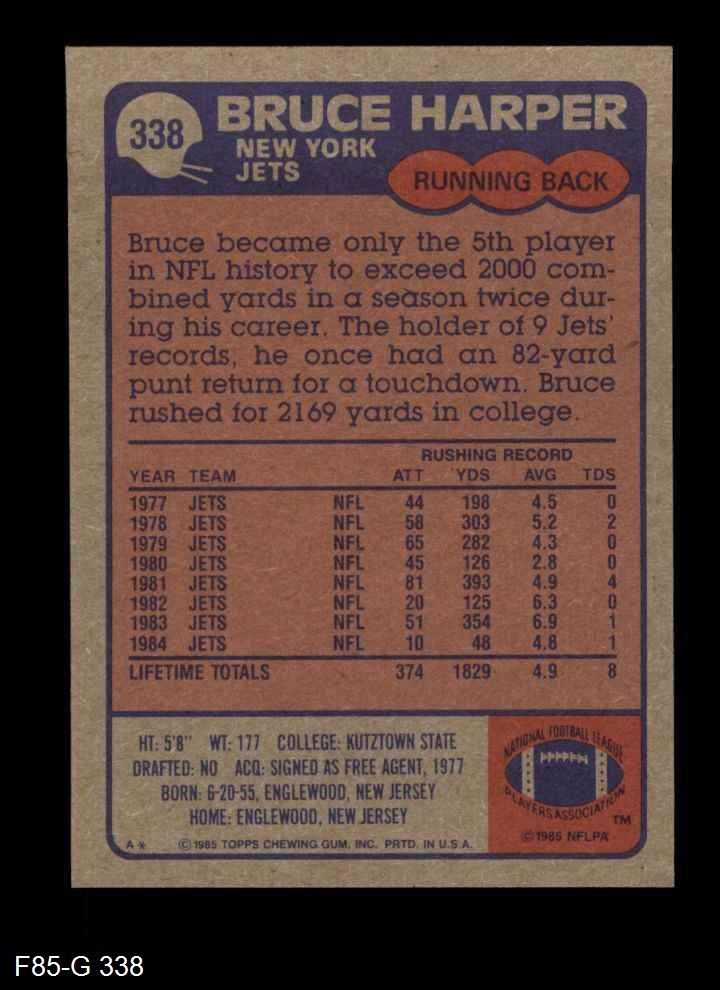 338
BRUCE HARPER
NEW YORK
JETS
RUNNING BACK
Bruce became only the 5th player
in NFL history to exceed 2000 com-
bined yards in a season twice dur-
ing his career. The holder of 9 Jets'
records, he once had an 82-yard
punt return for a touchdown. Bruce
rushed for 2169 yards in college.
RUSHING RECORD
YEAR TEAM ATT YDS AVG TDS
1977 JETS NFL 44 198 4.5 0
1978 JETS NFL 58 303 5.2 2
1979 JETS NFL 65 282 4.3 0
1980 JETS NFL 45 126 2.8 0
1981 JETS NFL 81 393 4.9 4
1982 JETS NFL 20 125 6.3 0
1983 JETS NFL 51 354 6.9 1
1984 JETS NFL 10 48 4.8 1
LIFETIME TOTALS 374 1829 4.9 8
HT: 5'8" WT: 177 COLLEGE: KUTZTOWN STATE
DRAFTED: NO ACQ: SIGNED AS FREE AGENT, 1977
BORN: 6-20-55, ENGLEWOOD, NEW JERSEY
HOME: ENGLEWOOD, NEW JERSEY
A* © 1985 TOPPS CHEWING GUM, INC. PRTD. IN U.S.A.
NATIONAL FOOTBALL LEAGUE
PLAYERS ASSOCIATION
TM
© 1985 NFLPA
F85-G 338